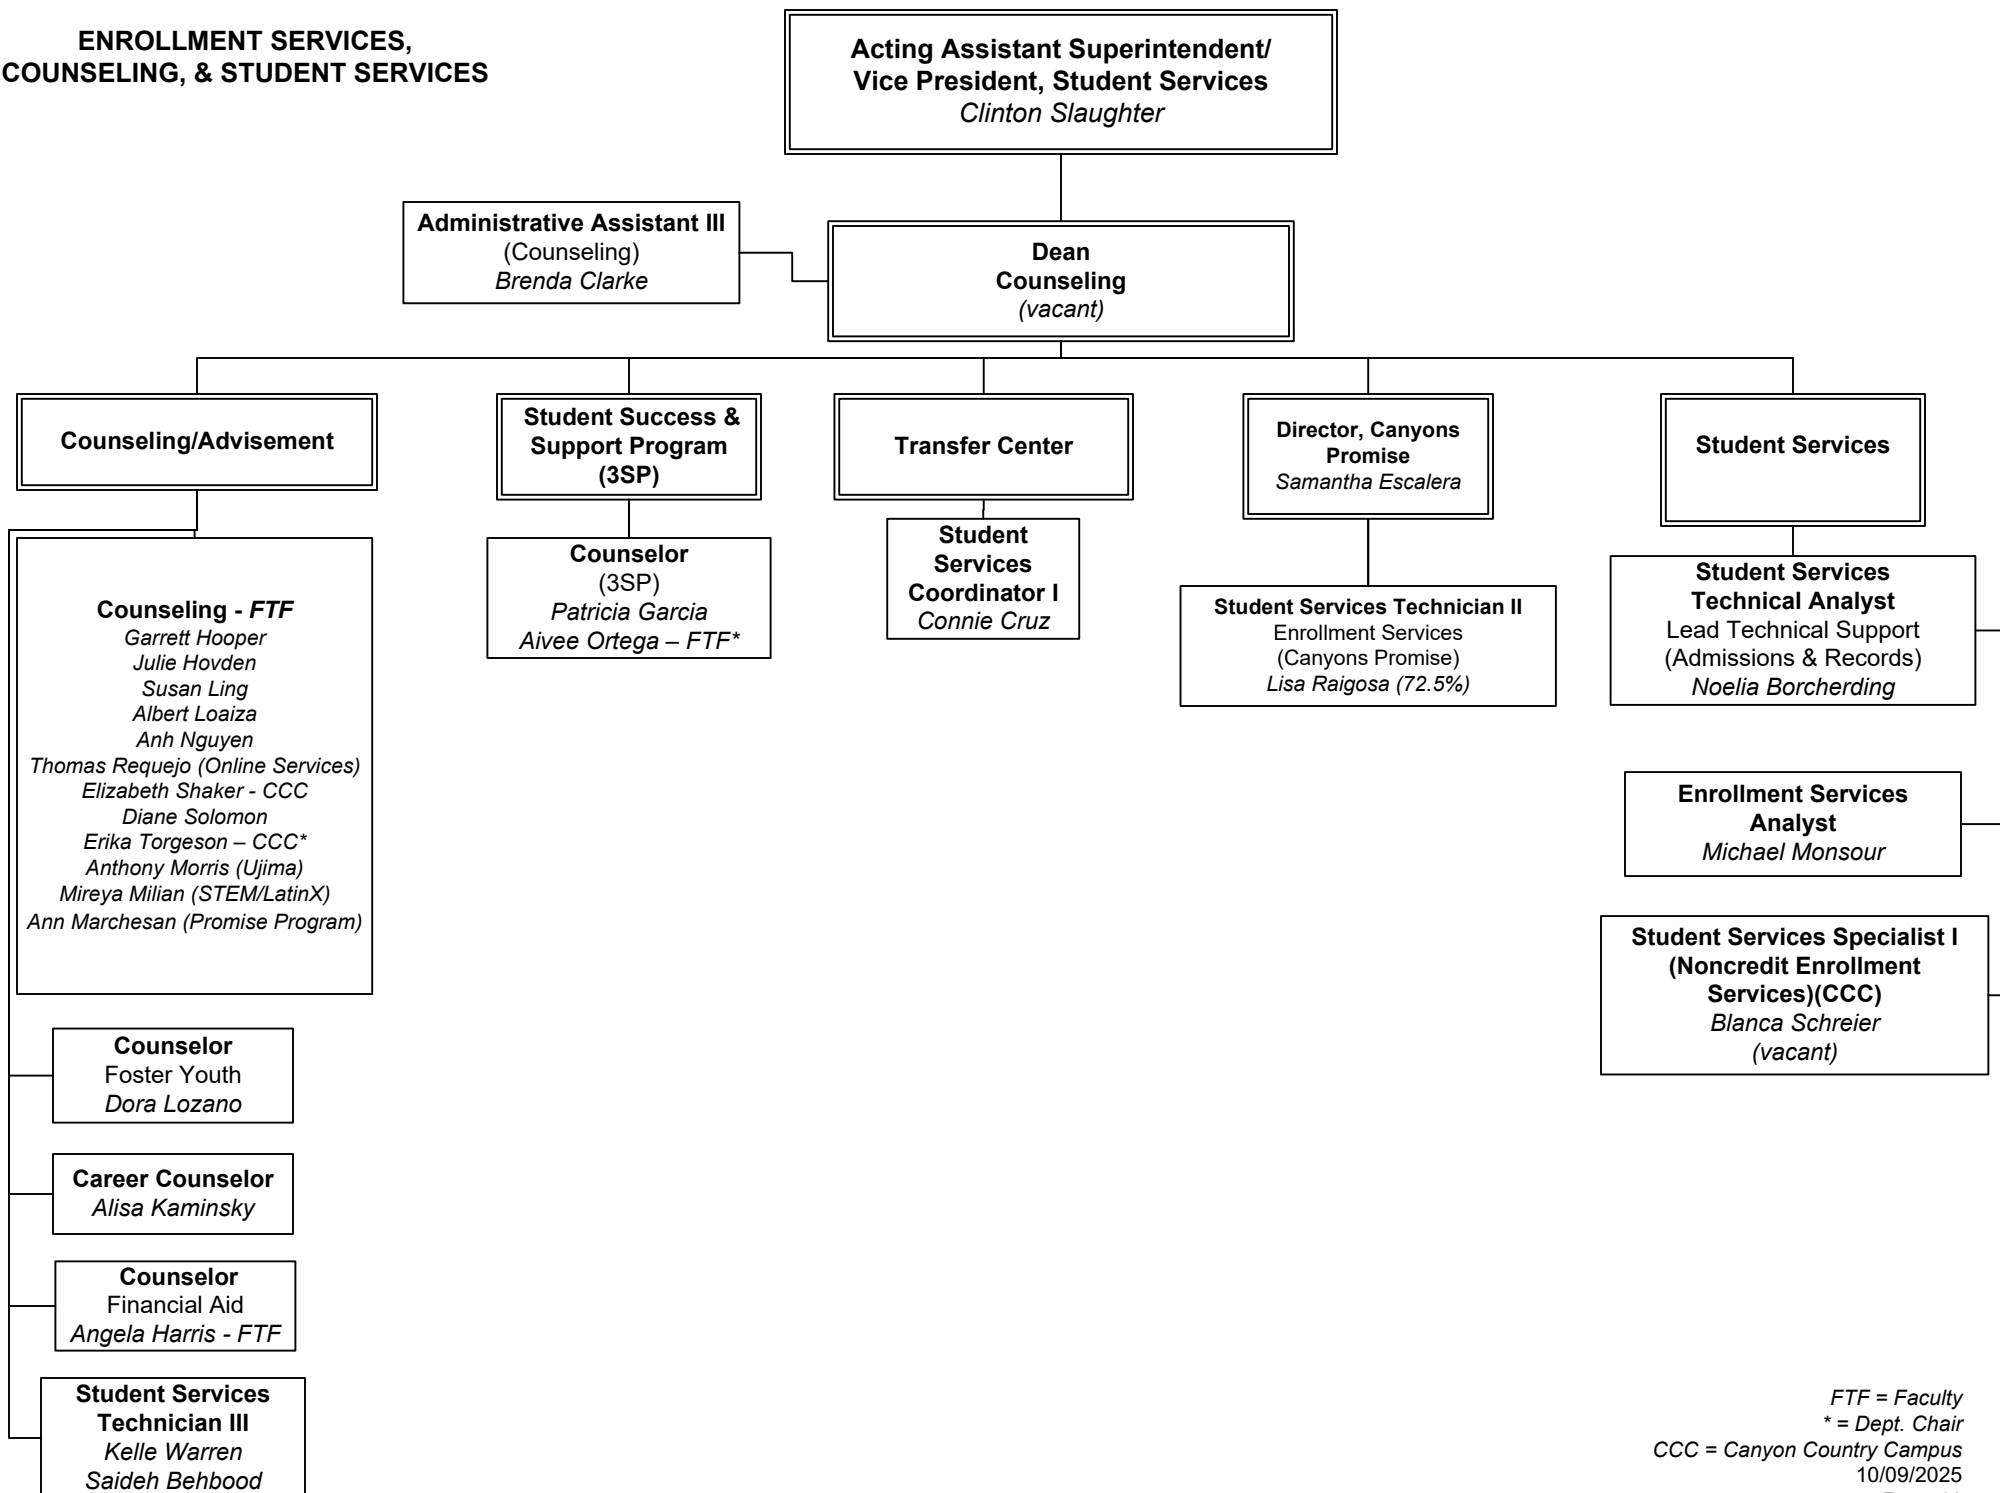 ENROLLMENT SERVICES,
COUNSELING, & STUDENT SERVICES
Acting Assistant Superintendent/
Vice President, Student Services
Clinton Slaughter
Administrative Assistant III
(Counseling)
Brenda Clarke
Dean
Counseling
(vacant)
Counseling/Advisement
Student Success &
Support Program
(3SP)
Transfer Center
Director, Canyons
Promise
Samantha Escalera
Student Services
Counseling - FTF
Garrett Hooper
Julie Hovden
Susan Ling
Albert Loaiza
Anh Nguyen
Thomas Requejo (Online Services)
Elizabeth Shaker - CCC
Diane Solomon
Erika Torgeson – CCC*
Anthony Morris (Ujima)
Mireya Milian (STEM/LatinX)
Ann Marchesan (Promise Program)
Counselor
(3SP)
Patricia Garcia
Aivee Ortega – FTF*
Student
Services
Coordinator I
Connie Cruz
Student Services Technician II
Enrollment Services
(Canyons Promise)
Lisa Raigosa (72.5%)
Student Services
Technical Analyst
Lead Technical Support
(Admissions & Records)
Noelia Borcherding
Enrollment Services
Analyst
Michael Monsour
Student Services Specialist I
(Noncredit Enrollment
Services)(CCC)
Blanca Schreier
(vacant)
Counselor
Foster Youth
Dora Lozano
Career Counselor
Alisa Kaminsky
Counselor
Financial Aid
Angela Harris - FTF
Student Services
Technician III
Kelle Warren
Saideh Behbood
FTF = Faculty
* = Dept. Chair
CCC = Canyon Country Campus
10/09/2025